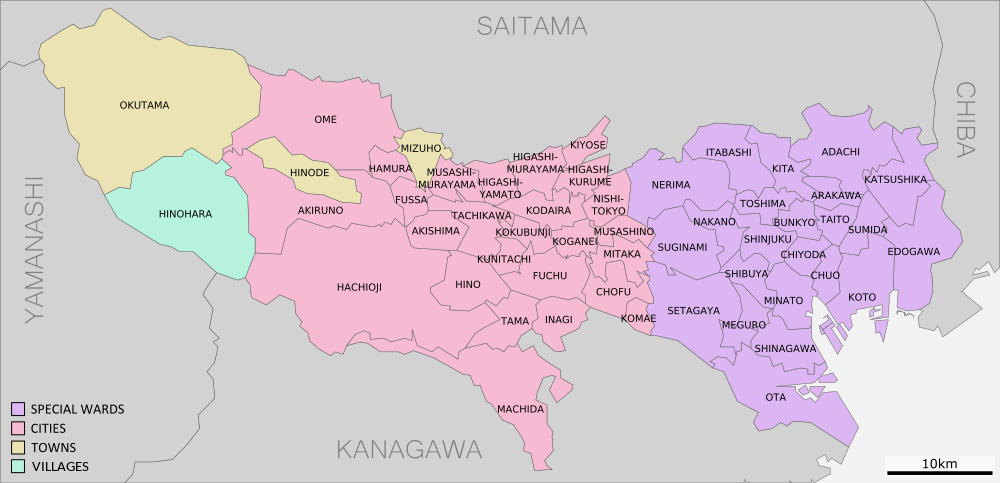 SAITAMA
CHIBA
YAMANASHI
KANAGAWA
OKUTAMA
OME
MIZUHO
HINODE
HINOHARA
AKIRUNO
HAMURA
FUSSA
MUSASHI-
MURAYAMA
HIGASHI-
MURAYAMA
HIGASHI-
YAMATO
KIYOSE
HIGASHI-
KURUME
NISHI-
TOKYO
TACHIKAWA
AKISHIMA
KODAIRA
KOKUBUNJI
KOGANEI
MUSASHINO
MITAKA
KUNITACHI
FUCHU
HACHIOJI
HINO
CHOFU
KOMAE
TAMA
INAGI
MACHIDA
ITABASHI
KITA
ADACHI
KATSUSHIKA
NERIMA
TOSHIMA
ARAKAWA
NAKANO
BUNKYO
TAITO
SUMIDA
SUGINAMI
SHINJUKU
CHIYODA
EDOGAWA
SHIBUYA
CHUO
SETAGAYA
MINATO
KOTO
MEGURO
SHINAGAWA
OTA
SPECIAL WARDS
CITIES
TOWNS
VILLAGES
10km